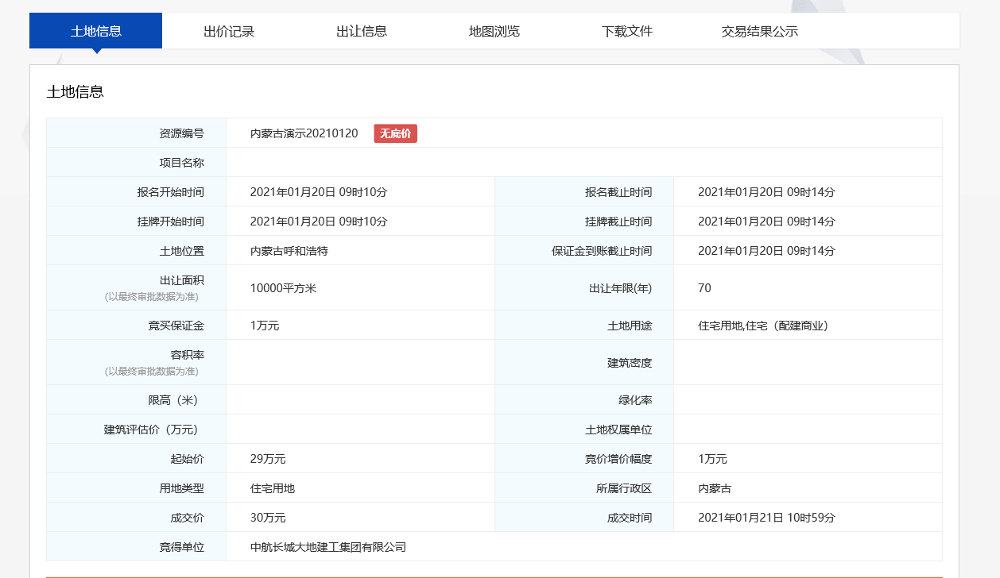 土地信息 出价记录 出让信息 地图浏览 下载文件 交易结果公示
土地信息
资源编号 内蒙古演示20210120 无底价
项目名称
报名开始时间 2021年01月20日 09时10分 报名截止时间 2021年01月20日 09时14分
挂牌开始时间 2021年01月20日 09时10分 挂牌截止时间 2021年01月20日 09时14分
土地位置 内蒙古呼和浩特 保证金到账截止时间 2021年01月20日 09时14分
出让面积
(以最终审批数据为准) 10000平方米 出让年限(年) 70
竞买保证金 1万元 土地用途 住宅用地,住宅（配建商业）
容积率
(以最终审批数据为准) 建筑密度
限高（米） 绿化率
建筑评估价（万元） 土地权属单位
起始价 29万元 竞价增价幅度 1万元
用地类型 住宅用地 所属行政区 内蒙古
成交价 30万元 成交时间 2021年01月21日 10时59分
竞得单位 中航长城大地建工集团有限公司